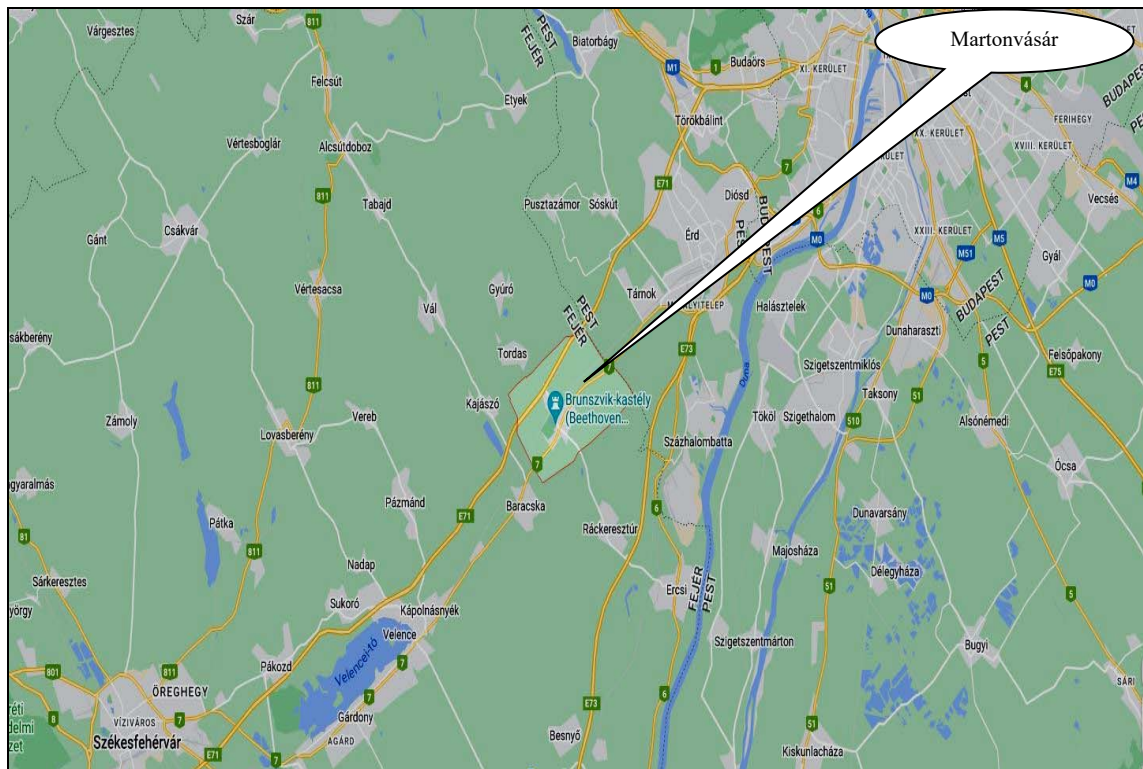 Martonvásár
Várgesztes
Szár
811
PEST
FEJÉR
Biatorbágy
M1
1
Budaörs
XI. KERÜLET
4
BUDAPEST
PEST
FERIHEGY
Felcsút
Etyek
Törökbálint
XX. KERÜLET
XVIII. KERÜLET
KERÜLET
Vértesboglár
Alcsútdoboz
7
E71
M4
Vecsés
811
Tabajd
Pusztazámor
Sóskút
Diósd
BUDAPEST
PEST
6
M0
XXIII. KERÜLET
M51
M5
Csákvár
Gánt
Érd
Gyál
M0
Vértesacsa
Gyúró
Tárnok
Halásztelek
M0
BUDAPEST
PEST
Vál
PEST
FEJÉR
Dunaharaszti
Tordas
7
E73
Duna
Szigetszentmiklós
5
Felsőpakony
E75
811
Brunszvik-kastély
(Beethoven...
Kajászó
Taksony
51
Zámoly
Vereb
Tököl
Szigethalom
510
Alsónémedi
Lovasberény
Százhalombatta
7
Ócsa
Baracska
Pázmánd
E71
6
Dunavarsány
Pátka
Ráckeresztúr
811
81
Majosháza
Délegyháza
Nadap
Sárkeresztes
Ercsi
FEJÉR
PEST
51
5
Sukoró
Kápolnásnyék
Velence
Szigetszentmárton
Bugyi
Pákozd
Velencei-tó
7
801
811
ÖREGHEGY
6
SÁRI
7
E73
VÍZIVÁROS
7
Gárdony
8
51
Székesfehérvár
AGÁRD
Besnyő
E71
7
Kiskunlacháza